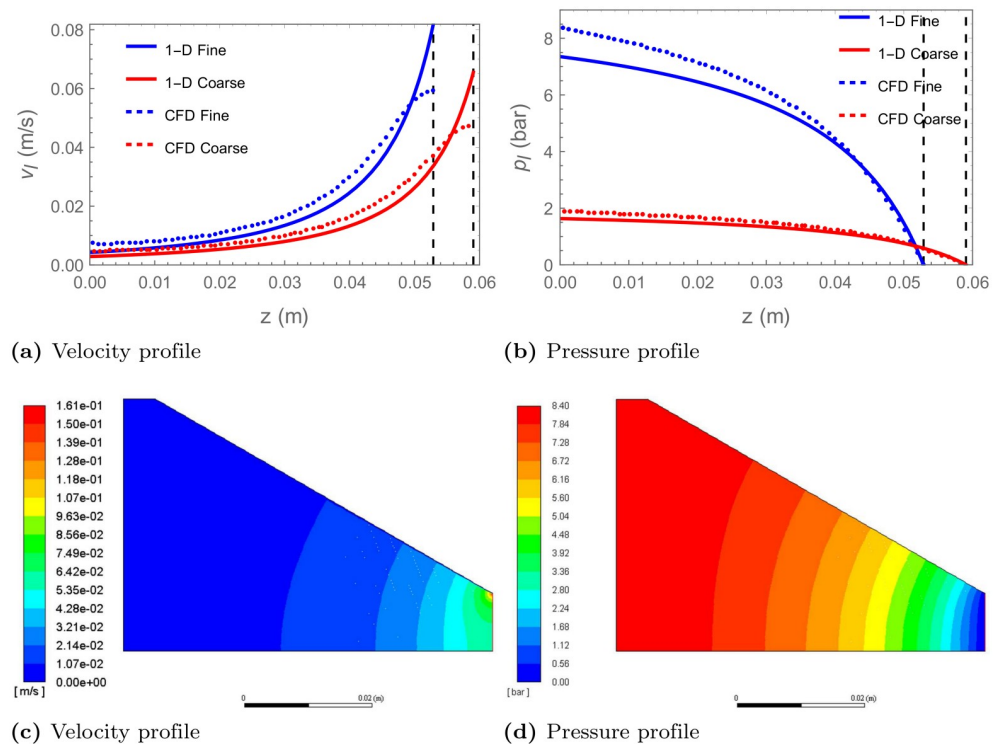 0.08
0.06
0.04
0.02
0.00
v_l (m/s)
1-D Fine
1-D Coarse
CFD Fine
CFD Coarse
0.00 0.01 0.02 0.03 0.04 0.05 0.06
z (m)
(a) Velocity profile
8
6
4
2
0
p_l (bar)
1-D Fine
1-D Coarse
CFD Fine
CFD Coarse
0.00 0.01 0.02 0.03 0.04 0.05 0.06
z (m)
(b) Pressure profile
1.61e-01
1.50e-01
1.39e-01
1.28e-01
1.07e-01
9.63e-02
8.56e-02
7.49e-02
6.42e-02
5.35e-02
4.28e-02
2.14e-02
1.07e-02
0.00e+00
[ m/s ]
0 0.02 (m)
(c) Velocity profile
8.40
7.84
7.28
6.72
6.16
5.60
5.04
4.48
3.92
3.36
2.80
2.24
1.68
1.12
0.56
0.00
[ bar ]
0 0.02 (m)
(d) Pressure profile